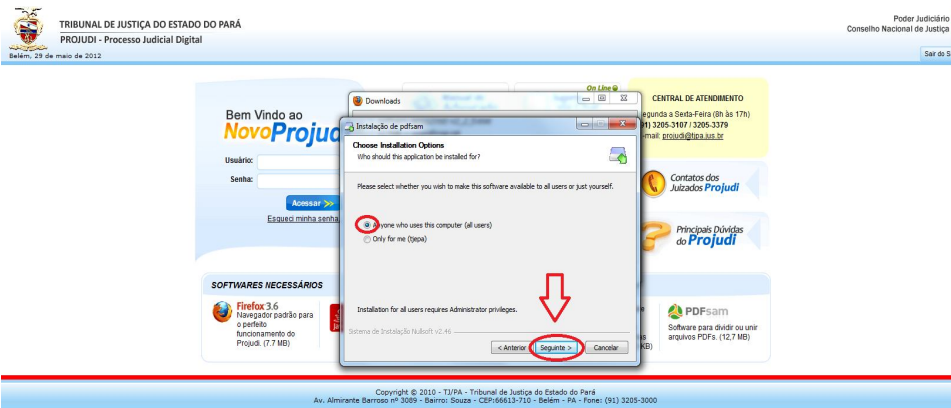 TRIBUNAL DE JUSTIÇA DO ESTADO DO PARÁ
PROJUDI - Processo Judicial Digital
Belém, 29 de maio de 2012
Poder Judiciário
Conselho Nacional de Justiça
Sair do S
Bem Vindo ao
NovoProjud
Usuário:
Senha:
Acessar >>
Esqueci minha senha
On Line
CENTRAL DE ATENDIMENTO
egunda a Sexta-Feira (8h às 17h)
91) 3205-3107 / 3205-3379
-mail: projudi@tjpa.jus.br
Contatos dos
Juizados Projudi
Principais Dúvidas
do Projudi
Downloads
Instalação de pdfsam
Choose Installation Options
Who should this application be installed for?
Please select whether you wish to make this software available to all users or just yourself.
Anyone who uses this computer (all users)
Only for me (tjepa)
Installation for all users requires Administrator privileges.
Sistema de Instalação Nullsoft v2.46
< Anterior
Seguinte >
Cancelar
SOFTWARES NECESSÁRIOS
Firefox 3.6
Navegador padrão para
o perfeito
funcionamento do
Projudi. (7.7 MB)
KB)
PDFsam
Software para dividir ou unir
arquivos PDFs. (12,7 MB)
Copyright © 2010 - TJ/PA - Tribunal de Justiça do Estado do Pará
Av. Almirante Barroso nº 3089 - Bairro: Souza - CEP:66613-710 - Belém - PA - Fone: (91) 3205-3000